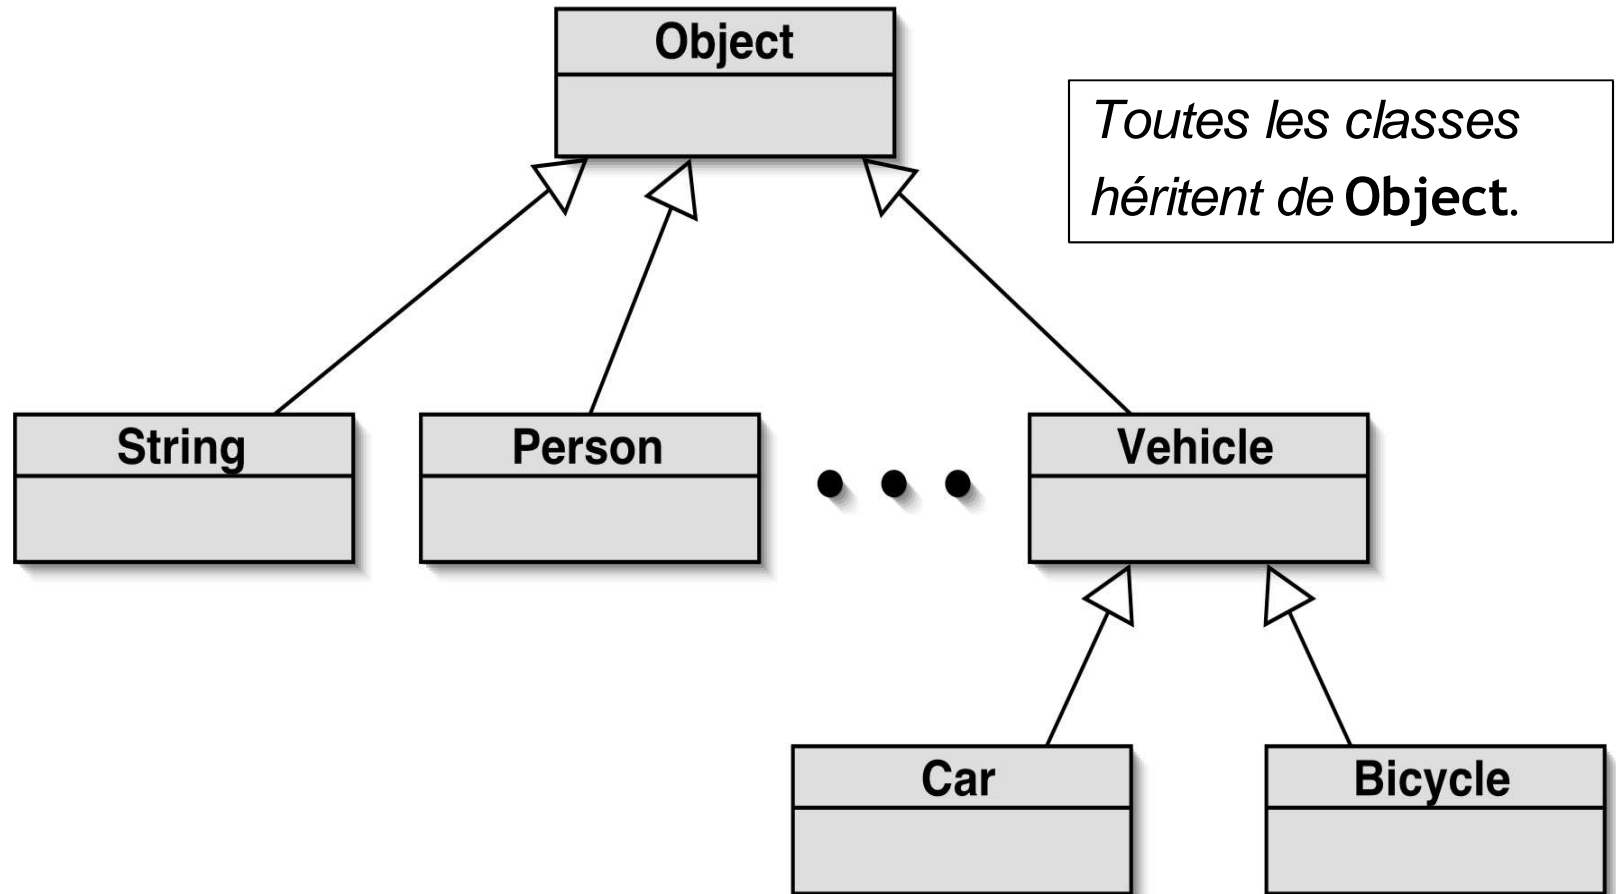 Object
Toutes les classes
héritent de Object.
String
Person
Vehicle
Car
Bicycle